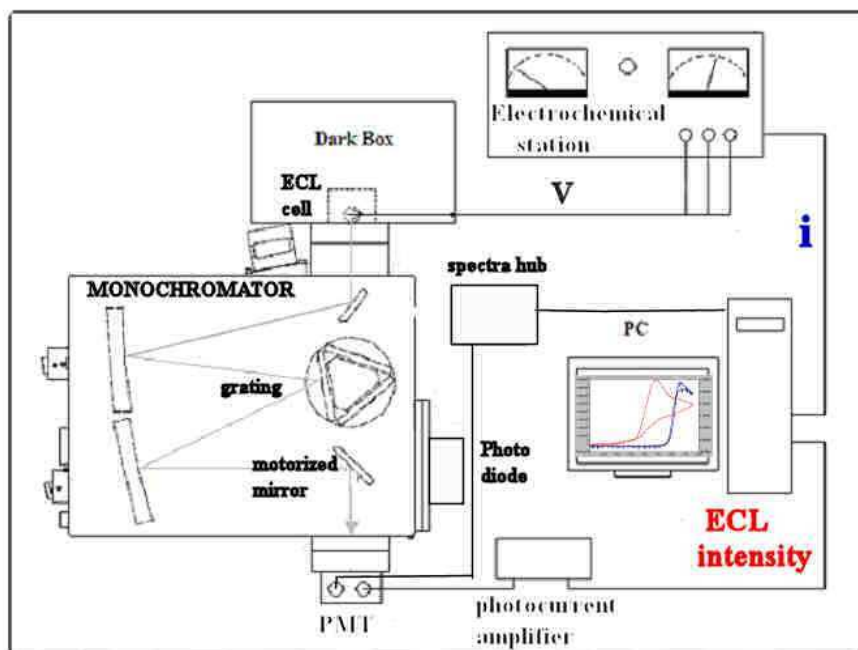 Electrochemical
station
Dark Box
ECL
cell
V
i
spectra hub
MONOCHROMATOR
PC
grating
motorized
mirror
Photo
diode
ECL
intensity
PMT
photocurrent
amplifier